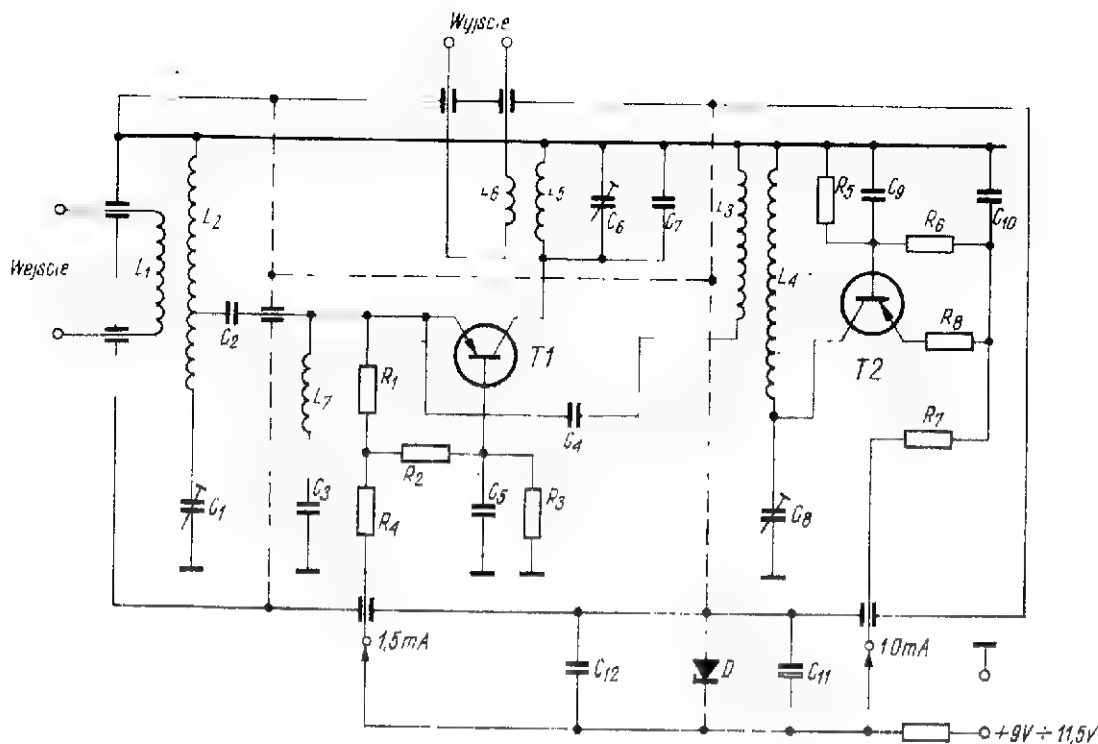 Wyjście
Wejście
L1
L2
C2
C1
L7
C3
R1
R2
R4
C5
R3
T1
C4
L6
L5
C6
C7
L3
L4
R5
C9
R6
C10
R8
T2
R7
C8
1,5mA
C12
D
C11
10mA
+9V÷11,5V